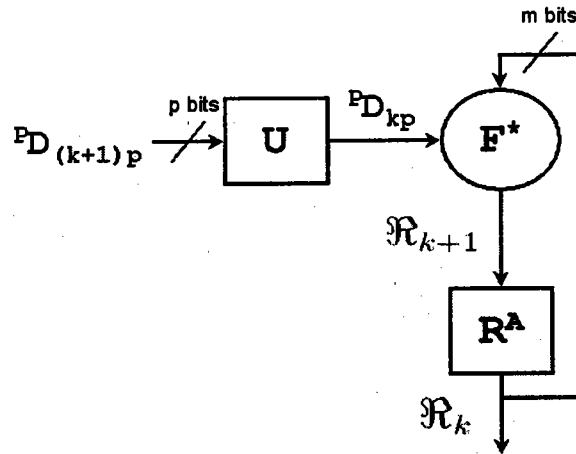 m bits
p bits
ᴾD₍ₖ₊₁₎ₚ
U
ᴾDₖₚ
F*
ℜₖ₊₁
Rᴬ
ℜₖ